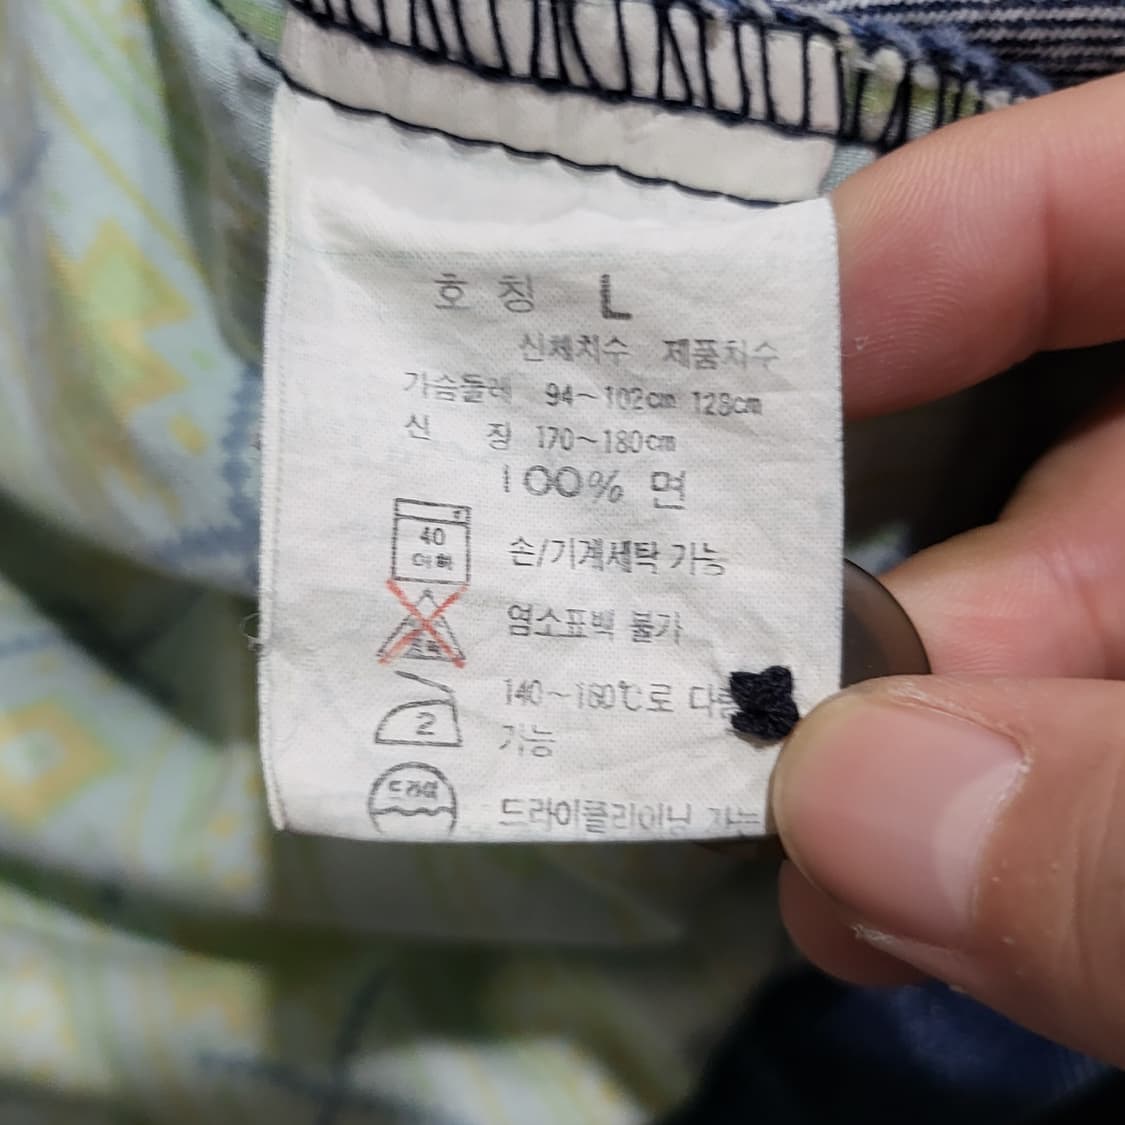 호 칭 L
신체치수 제품치수
가슴둘레 94~102cm 128cm
신 장 170~180cm
100% 면
40
이하
손/기계세탁 가능
염소표백 불가
140~160℃로
2
가능
드라이
드라이클리이닝 가능